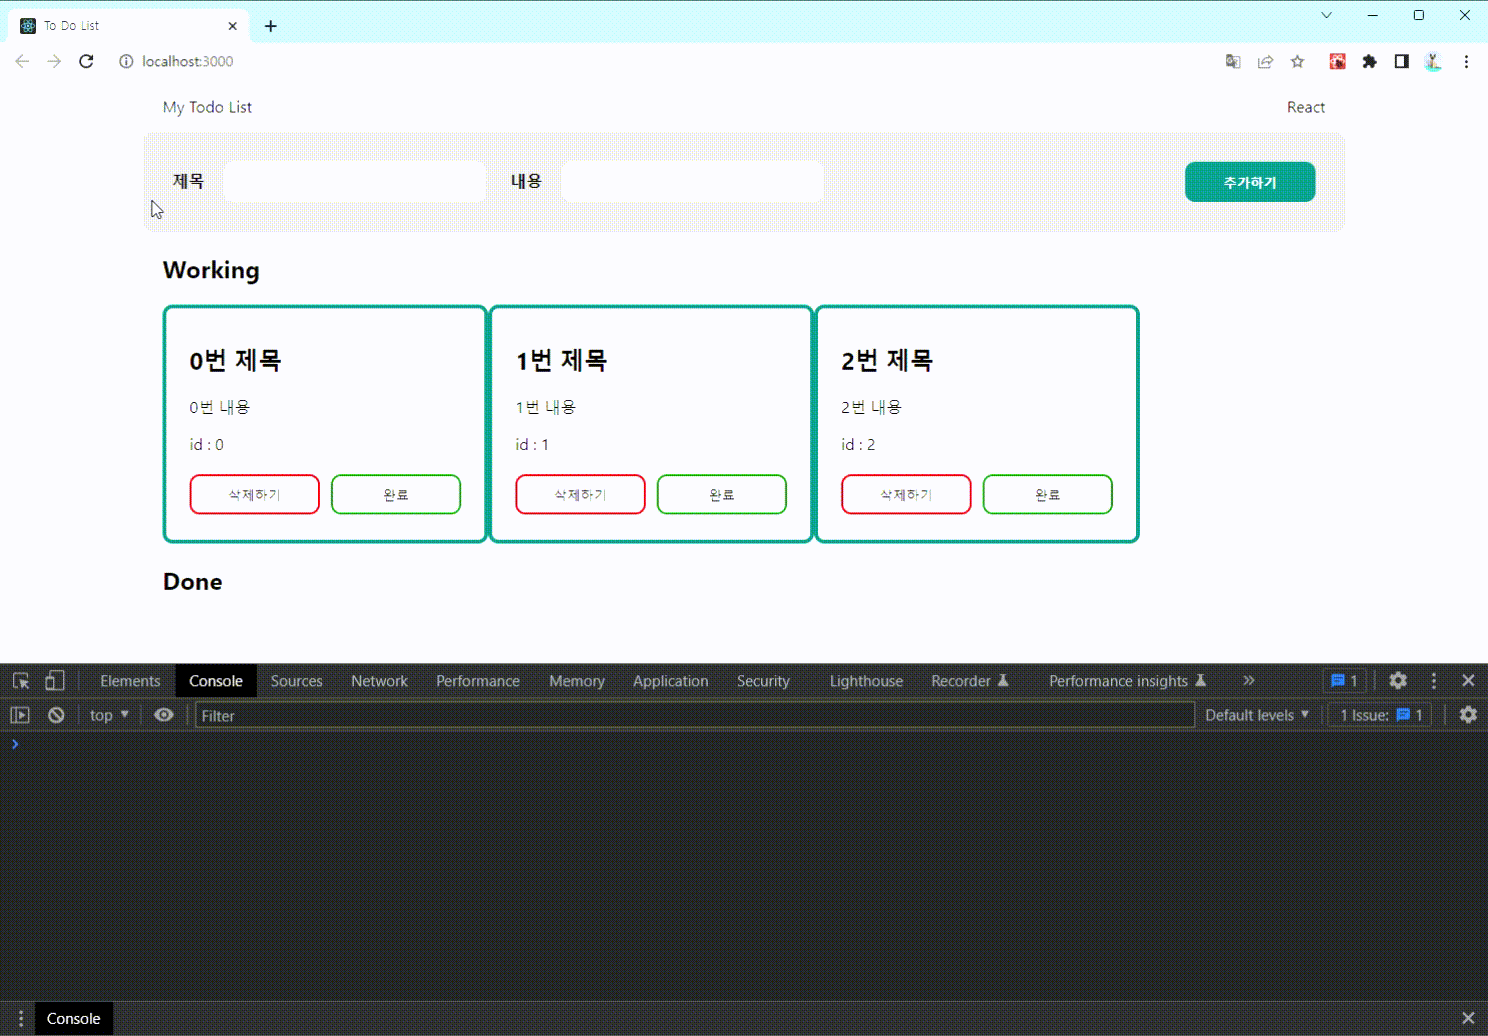 To Do List
localhost:3000
My Todo List React
제목 내용 추가하기
Working
0번 제목 1번 제목 2번 제목
0번 내용 1번 내용 2번 내용
id : 0 id : 1 id : 2
삭제하기 완료 삭제하기 완료 삭제하기 완료
Done
Elements Console Sources Network Performance Memory Application Security Lighthouse Recorder Performance insights 1
top Filter Default levels 1 Issue: 1
Console